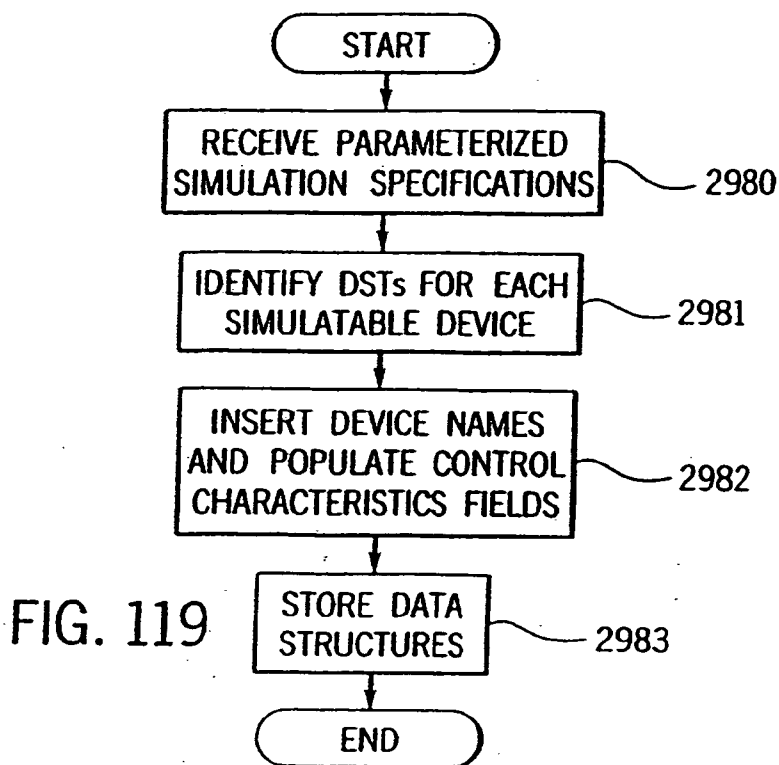 START
RECEIVE PARAMETERIZED
SIMULATION SPECIFICATIONS
2980
IDENTIFY DSTs FOR EACH
SIMULATABLE DEVICE
2981
INSERT DEVICE NAMES
AND POPULATE CONTROL
CHARACTERISTICS FIELDS
2982
STORE DATA
STRUCTURES
2983
END
FIG. 119